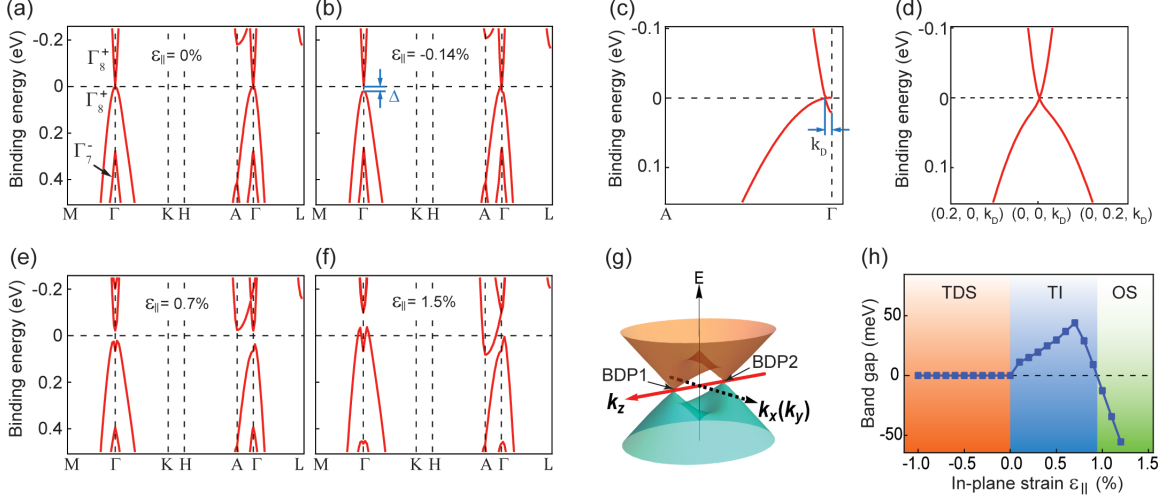 (a)
-0.2
0
0.2
0.4
Binding energy (eV)
Γ8+
Γ8+
Γ7-
ε|| = 0%
M Γ K H A Γ L
(b)
ε|| = -0.14%
Δ
M Γ K H A Γ L
(c)
Binding energy (eV)
-0.1
0
0.1
kD
A Γ
(d)
Binding energy (eV)
-0.1
0
0.1
(0.2, 0, kD) (0, 0, kD) (0, 0.2, kD)
(e)
Binding energy (eV)
-0.2
0
0.2
0.4
ε|| = 0.7%
M Γ K H A Γ L
(f)
ε|| = 1.5%
M Γ K H A Γ L
(g)
E
BDP1
BDP2
kz
kx(ky)
(h)
TDS TI OS
Band gap (meV)
50
0
-50
-1.0 -0.5 0.0 0.5 1.0 1.5
In-plane strain ε|| (%)